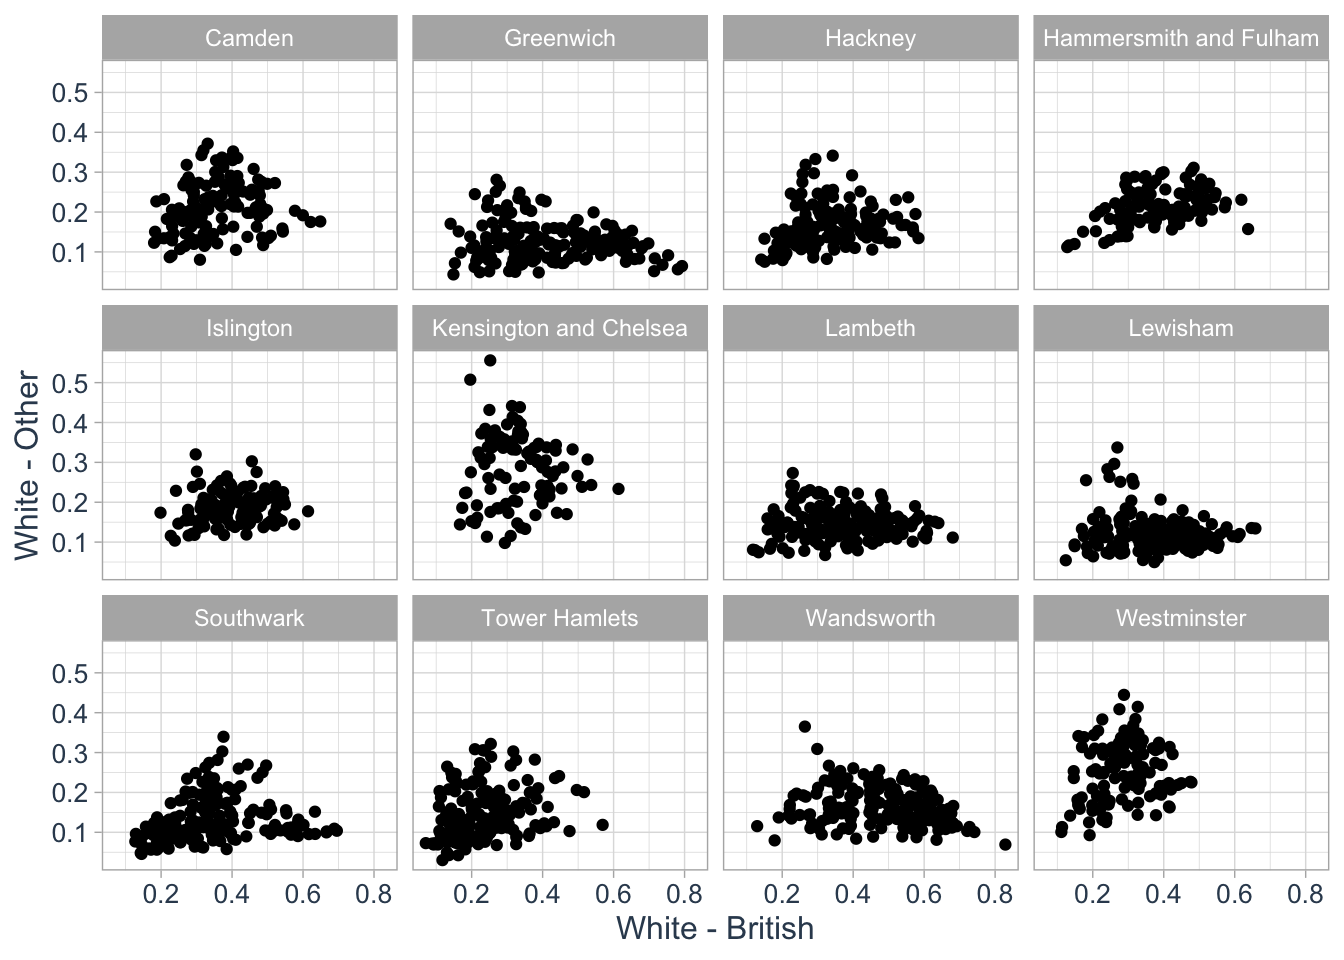 Camden Greenwich Hackney Hammersmith and Fulham
0.5
0.4
0.3
0.2
0.1
Islington Kensington and Chelsea Lambeth Lewisham
0.5
0.4
0.3
0.2
0.1
White - Other
Southwark Tower Hamlets Wandsworth Westminster
0.5
0.4
0.3
0.2
0.1
0.2 0.4 0.6 0.8 0.2 0.4 0.6 0.8 0.2 0.4 0.6 0.8 0.2 0.4 0.6 0.8
White - British